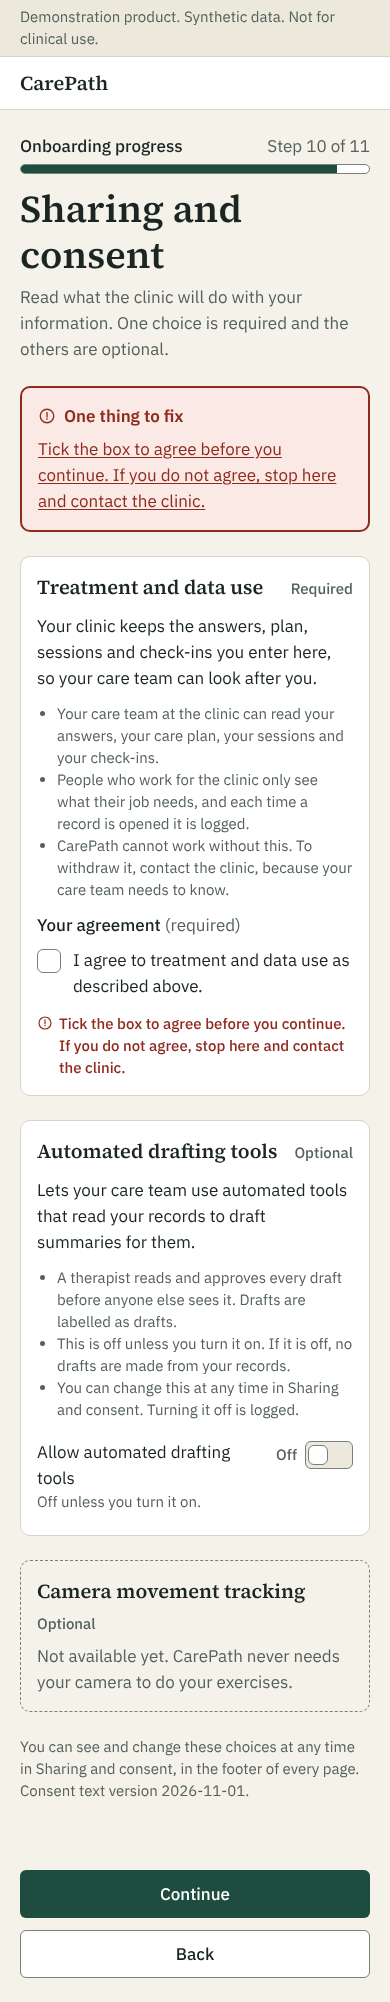 Demonstration product. Synthetic data. Not for
clinical use.
CarePath
Onboarding progress
Step 10 of 11
Sharing and
consent
Read what the clinic will do with your
information. One choice is required and the
others are optional.
One thing to fix
Tick the box to agree before you
continue. If you do not agree, stop here
and contact the clinic.
Treatment and data use
Required
Your clinic keeps the answers, plan,
sessions and check-ins you enter here,
so your care team can look after you.
• Your care team at the clinic can read your
answers, your care plan, your sessions and
your check-ins.
• People who work for the clinic only see
what their job needs, and each time a
record is opened it is logged.
• CarePath cannot work without this. To
withdraw it, contact the clinic, because your
care team needs to know.
Your agreement (required)
I agree to treatment and data use as
described above.
Tick the box to agree before you continue.
If you do not agree, stop here and contact
the clinic.
Automated drafting tools
Optional
Lets your care team use automated tools
that read your records to draft
summaries for them.
• A therapist reads and approves every draft
before anyone else sees it. Drafts are
labelled as drafts.
• This is off unless you turn it on. If it is off, no
drafts are made from your records.
• You can change this at any time in Sharing
and consent. Turning it off is logged.
Allow automated drafting
tools
Off
Off unless you turn it on.
Camera movement tracking
Optional
Not available yet. CarePath never needs
your camera to do your exercises.
You can see and change these choices at any time
in Sharing and consent, in the footer of every page.
Consent text version 2026-11-01.
Continue
Back